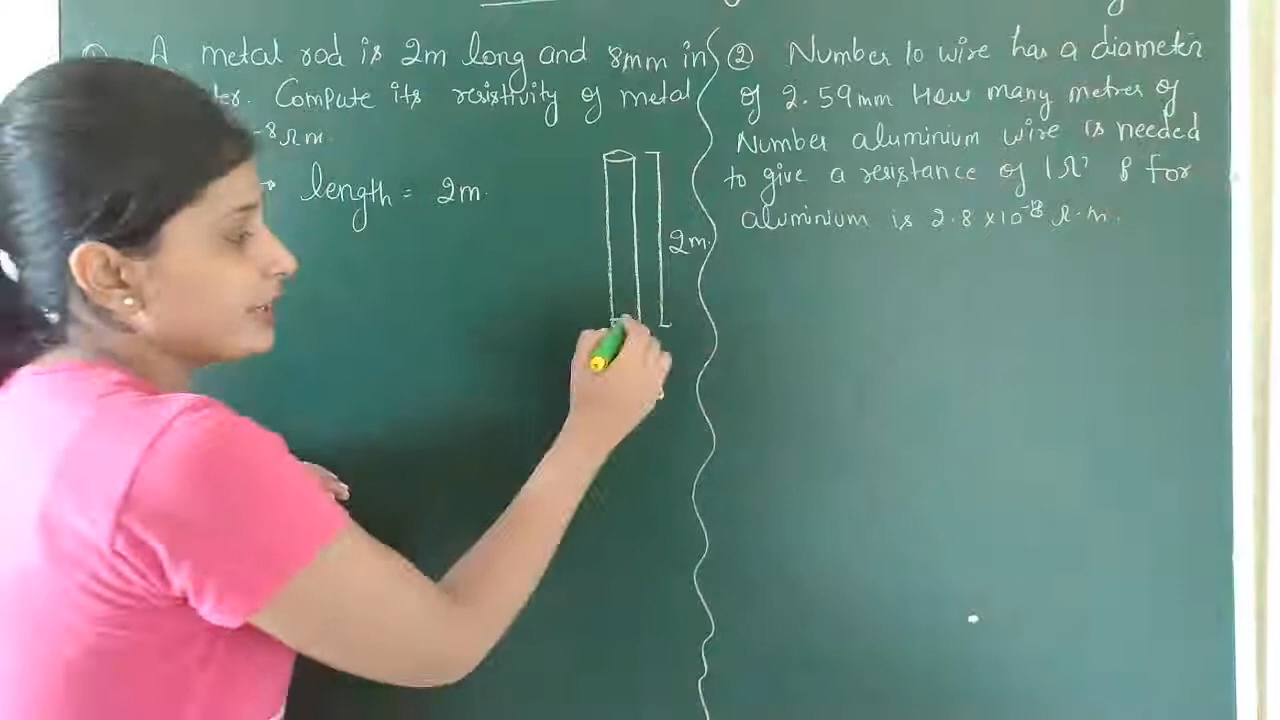 A metal rod is 2m long and 8mm in
Compute its resistivity of metal
-8 Ω m
length = 2m.
2m.
② Number 10 wire has a diameter
of 2.59mm How many metres of
Number aluminium wire is needed
to give a resistance of 1Ω? ρ for
aluminium is 2.8 × 10⁻⁸ Ω.m.